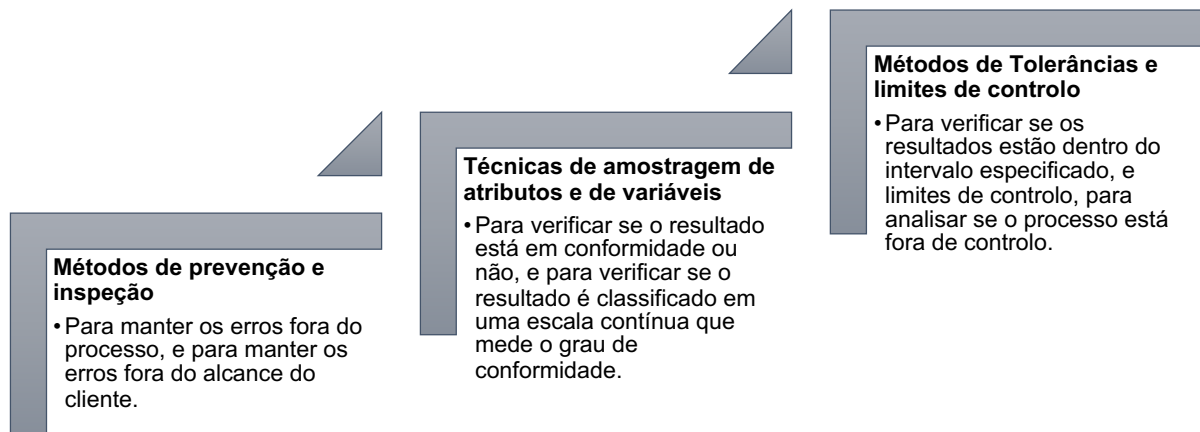 Métodos de prevenção e
inspeção
•Para manter os erros fora do
processo, e para manter os
erros fora do alcance do
cliente.
Técnicas de amostragem de
atributos e de variáveis
•Para verificar se o resultado
está em conformidade ou
não, e para verificar se o
resultado é classificado em
uma escala contínua que
mede o grau de
conformidade.
Métodos de Tolerâncias e
limites de controlo
•Para verificar se os
resultados estão dentro do
intervalo especificado, e
limites de controlo, para
analisar se o processo está
fora de controlo.